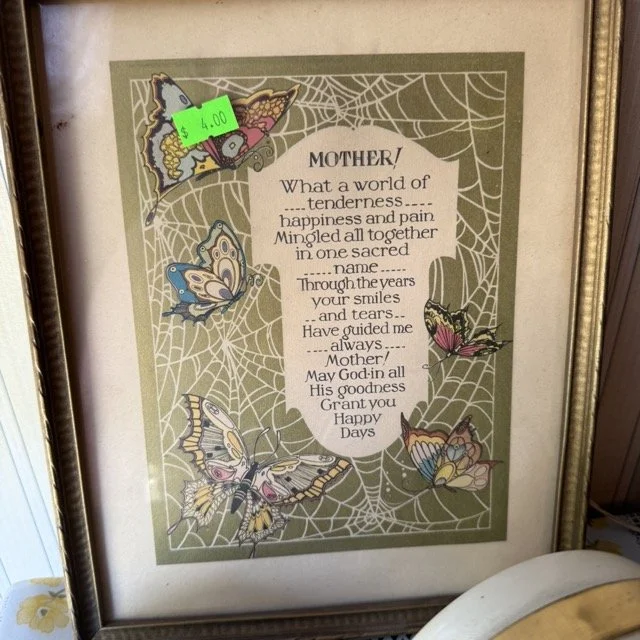 $ 4.00
MOTHER!
What a world of
....tenderness....
happiness and pain
Mingled all together
in one sacred
.....name.....
Through the years
your smiles
..and tears..
Have guided me
....always....
Mother!
May God in all
His goodness
Grant you
Happy
Days